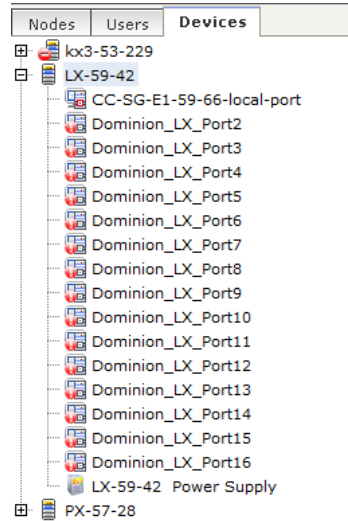 Nodes Users Devices
kx3-53-229
LX-59-42
CC-SG-E1-59-66-local-port
Dominion_LX_Port2
Dominion_LX_Port3
Dominion_LX_Port4
Dominion_LX_Port5
Dominion_LX_Port6
Dominion_LX_Port7
Dominion_LX_Port8
Dominion_LX_Port9
Dominion_LX_Port10
Dominion_LX_Port11
Dominion_LX_Port12
Dominion_LX_Port13
Dominion_LX_Port14
Dominion_LX_Port15
Dominion_LX_Port16
LX-59-42 Power Supply
PX-57-28